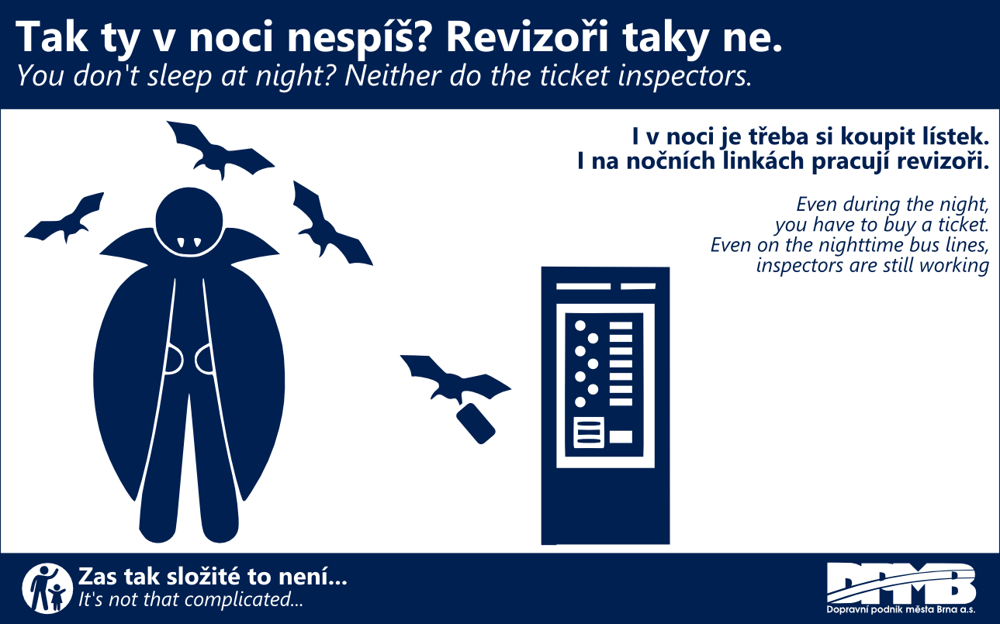 Tak ty v noci nespíš? Revizoři taky ne.
You don't sleep at night? Neither do the ticket inspectors.
I v noci je třeba si koupit lístek.
I na nočních linkách pracují revizoři.
Even during the night,
you have to buy a ticket.
Even on the nighttime bus lines,
inspectors are still working
Zas tak složité to není...
It's not that complicated...
DPMB
Dopravní podnik města Brna a.s.